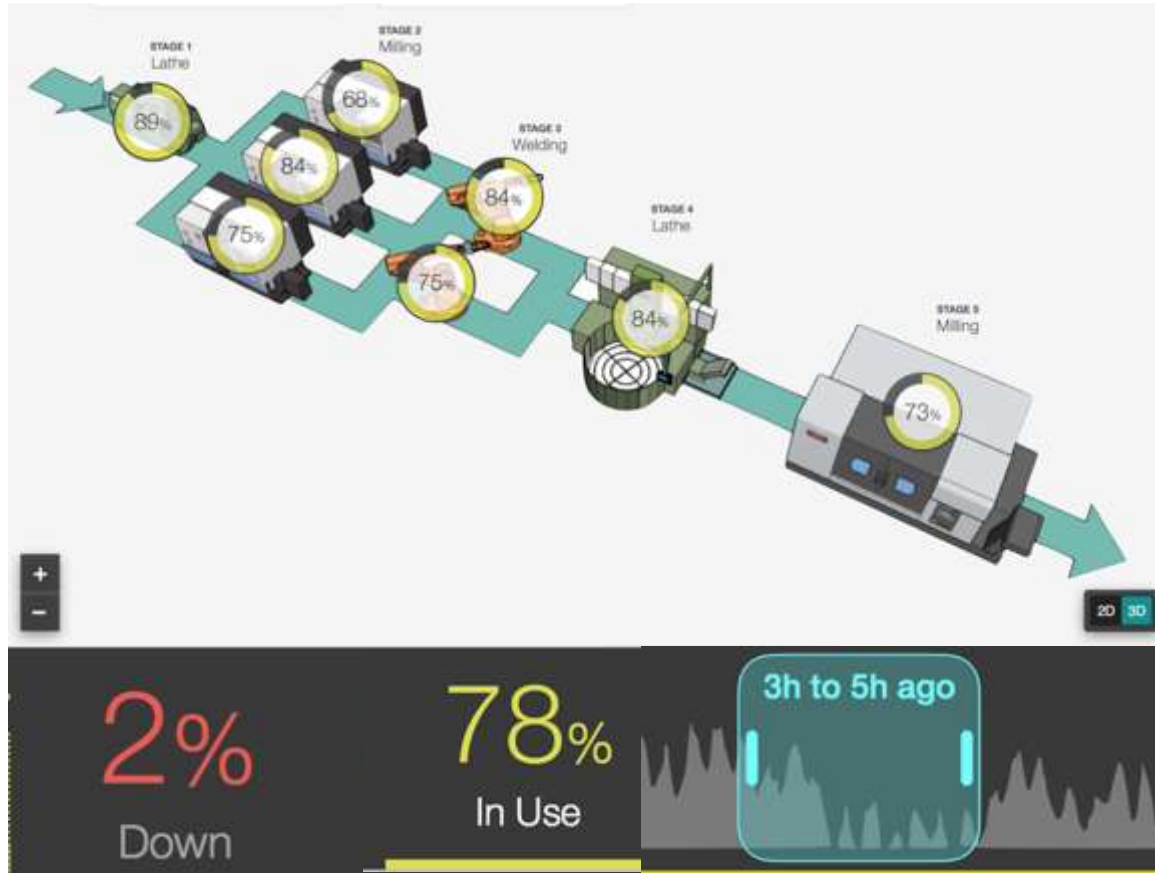 STAGE 1
Lathe
STAGE 2
Milling
STAGE 3
Welding
STAGE 4
Lathe
STAGE 5
Milling
89%
68%
84%
75%
84%
75%
84%
73%
+
−
2D 3D
2%
Down
78%
In Use
3h to 5h ago